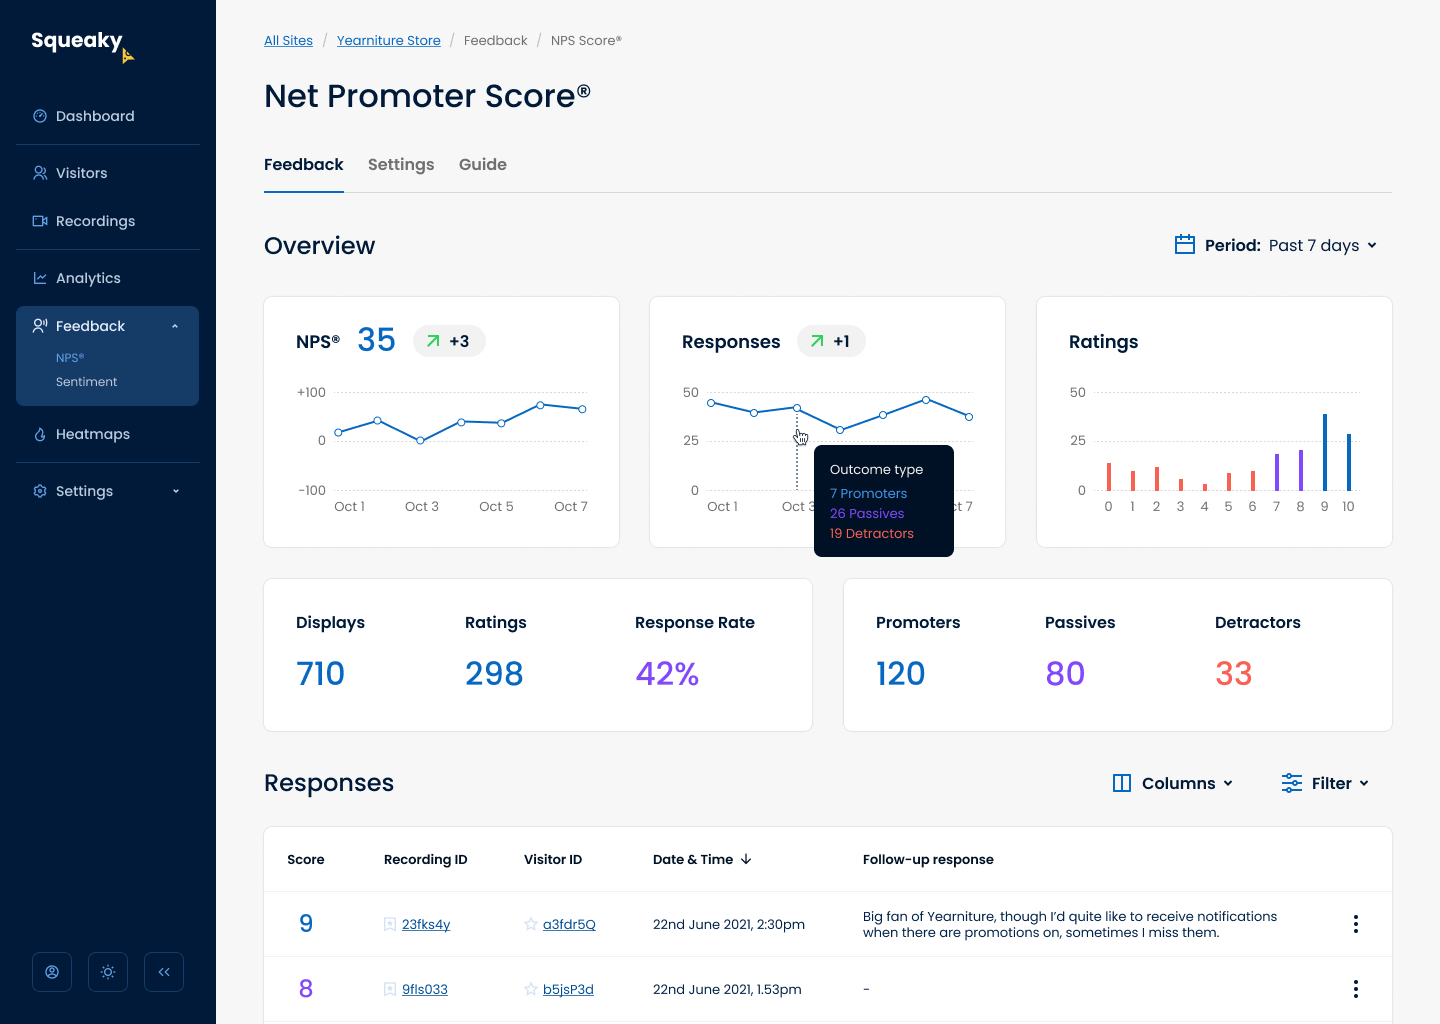 Squeaky
Dashboard
Visitors
Recordings
Analytics
Feedback
NPS®
Sentiment
Heatmaps
Settings
All Sites / Yearniture Store / Feedback / NPS Score®
Net Promoter Score®
Feedback Settings Guide
Overview
Period: Past 7 days
NPS® 35 +3
+100
0
-100
Oct 1 Oct 3 Oct 5 Oct 7
Responses +1
50
25
0
Oct 1 Oct 3 ct 7
Outcome type
7 Promoters
26 Passives
19 Detractors
Ratings
50
25
0
0 1 2 3 4 5 6 7 8 9 10
Displays Ratings Response Rate
710 298 42%
Promoters Passives Detractors
120 80 33
Responses
Columns Filter
Score Recording ID Visitor ID Date & Time Follow-up response
9 23fks4y a3fdr5Q 22nd June 2021, 2:30pm Big fan of Yearniture, though I’d quite like to receive notifications
when there are promotions on, sometimes I miss them.
8 9fls033 b5jsP3d 22nd June 2021, 1.53pm -